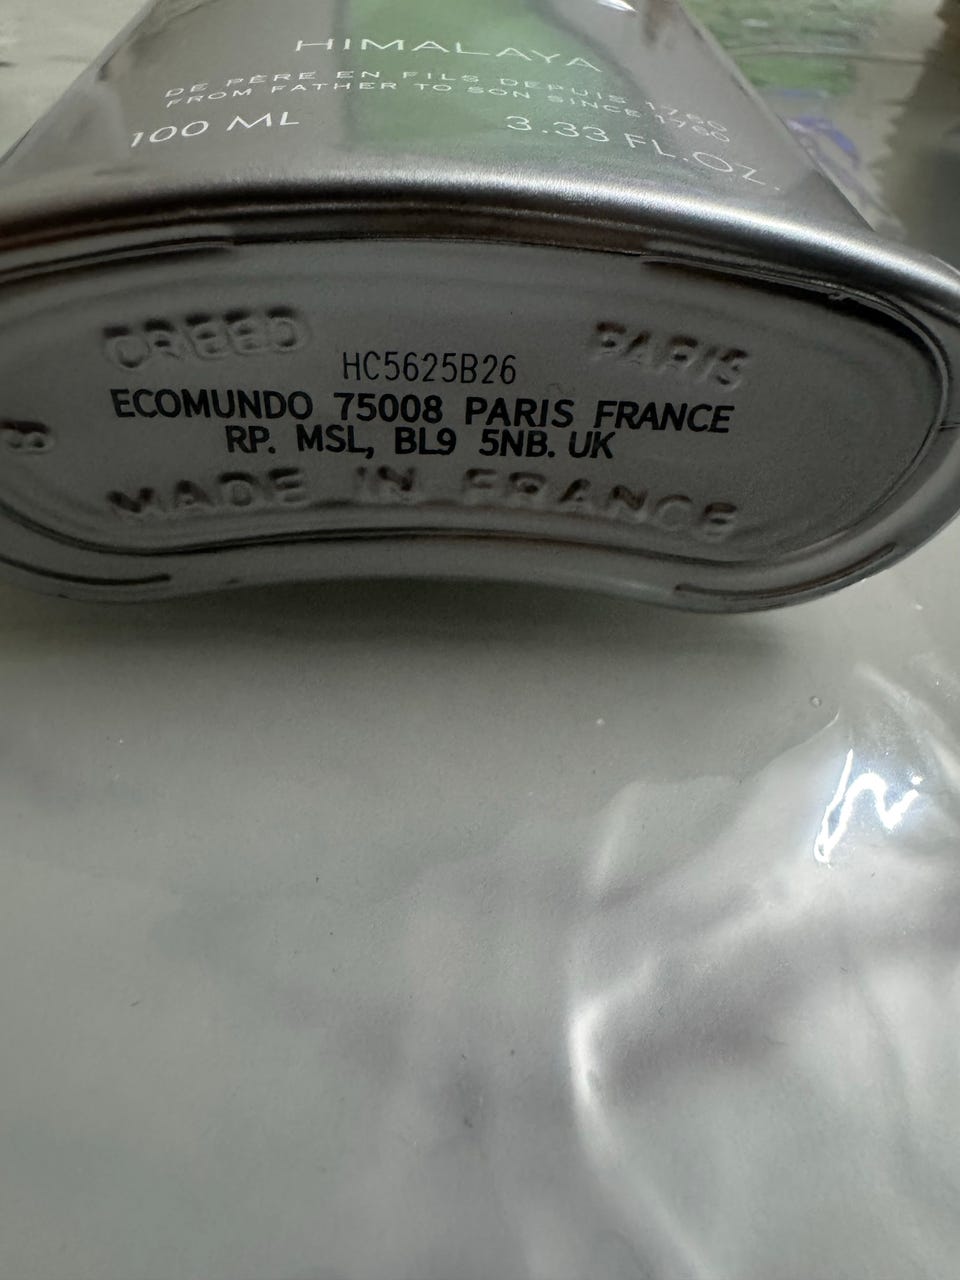 HIMALAYA
DE PÈRE EN FILS DEPUIS 1760
FROM FATHER TO SON SINCE 1760
100 ML 3.33 FL.OZ.
CREED PARIS
HC5625B26
ECOMUNDO 75008 PARIS FRANCE
RP. MSL, BL9 5NB. UK
8
MADE IN FRANCE